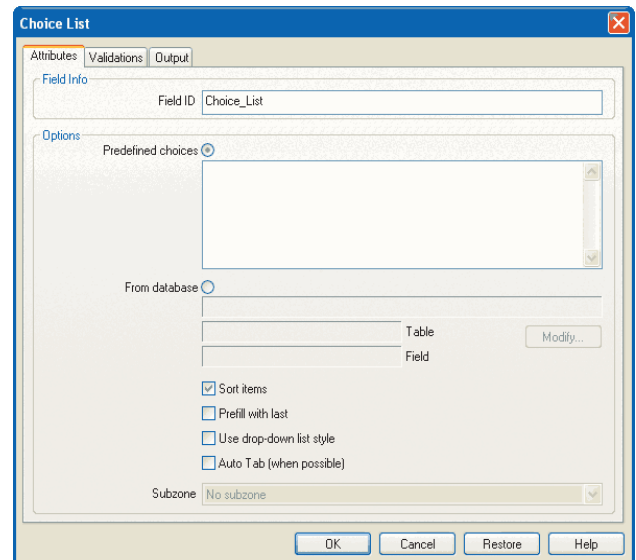 Choice List
Attributes Validations Output
Field Info
Field ID Choice_List
Options
Predefined choices
From database
Table
Modify...
Field
Sort items
Prefill with last
Use drop-down list style
Auto Tab (when possible)
Subzone No subzone
OK Cancel Restore Help